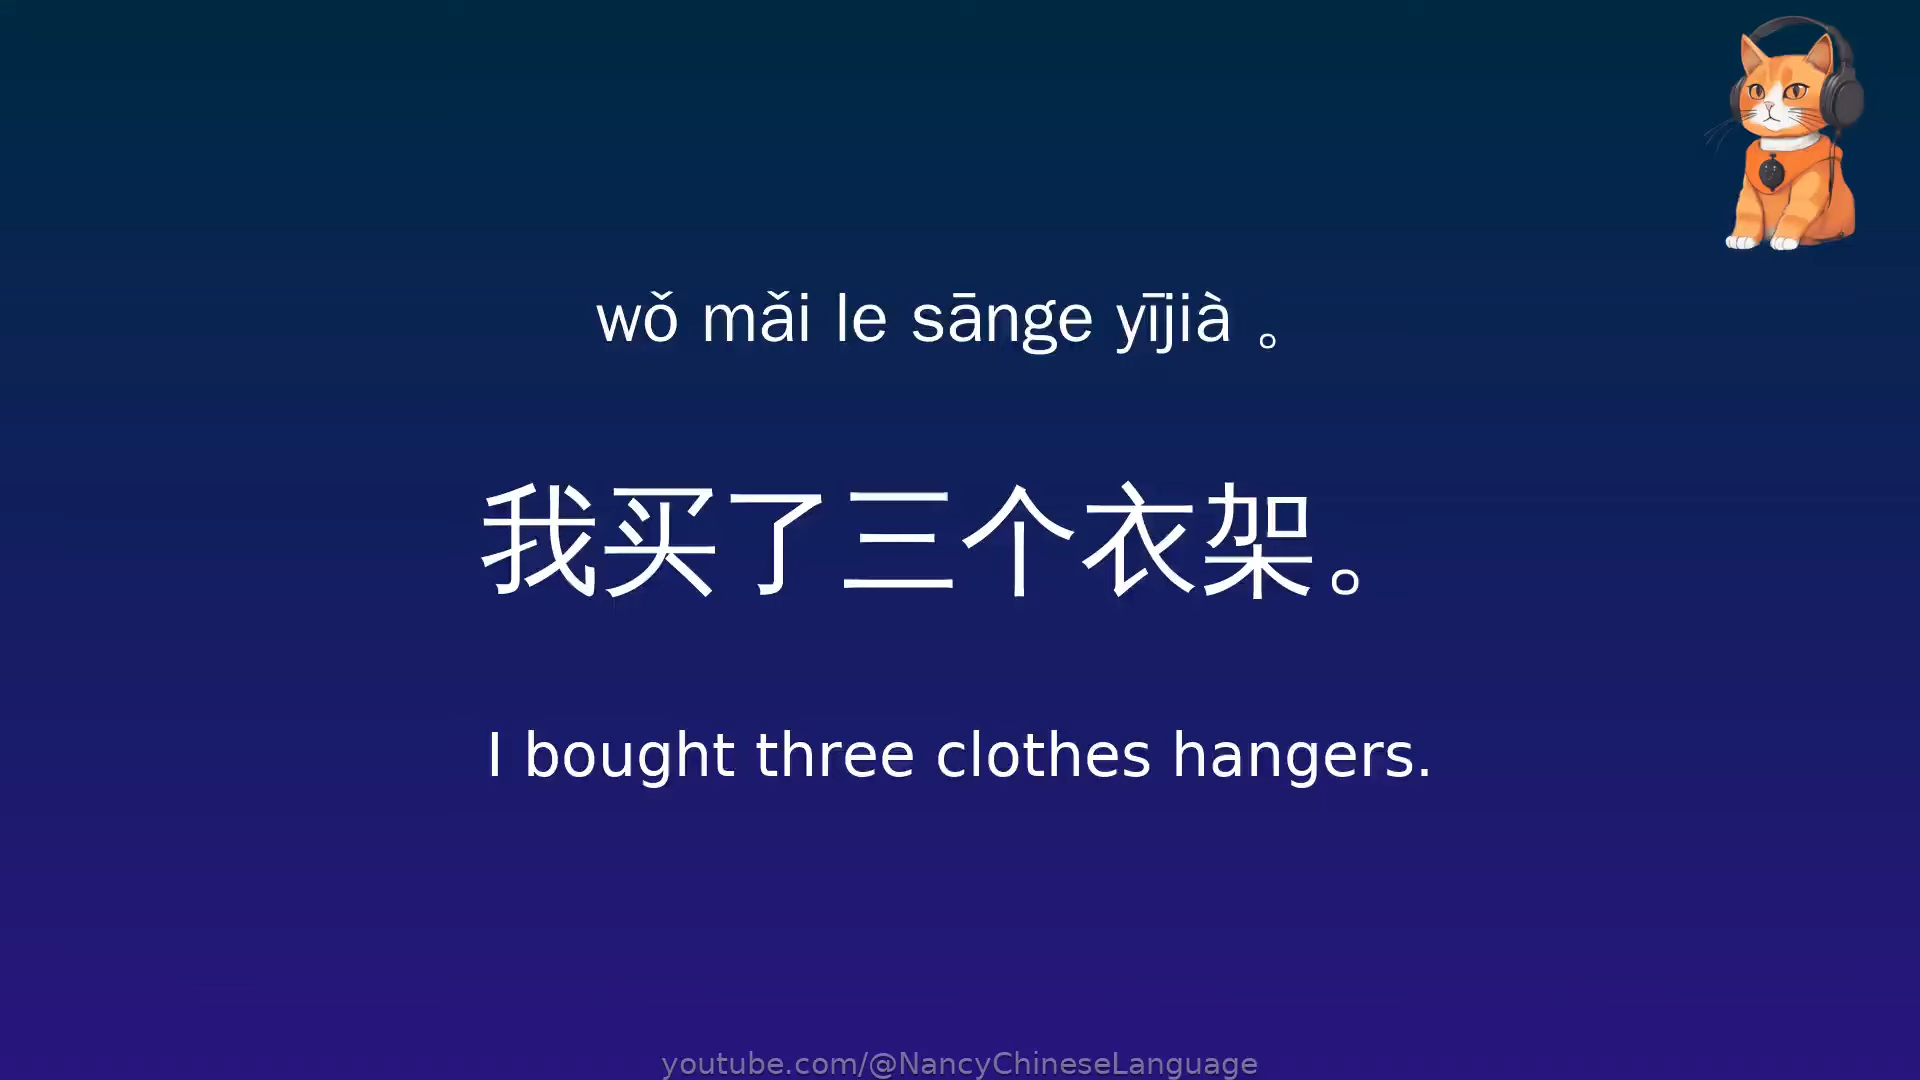 wǒ mǎi le sānge yījià 。
我买了三个衣架。
I bought three clothes hangers.
youtube.com/@NancyChineseLanguage